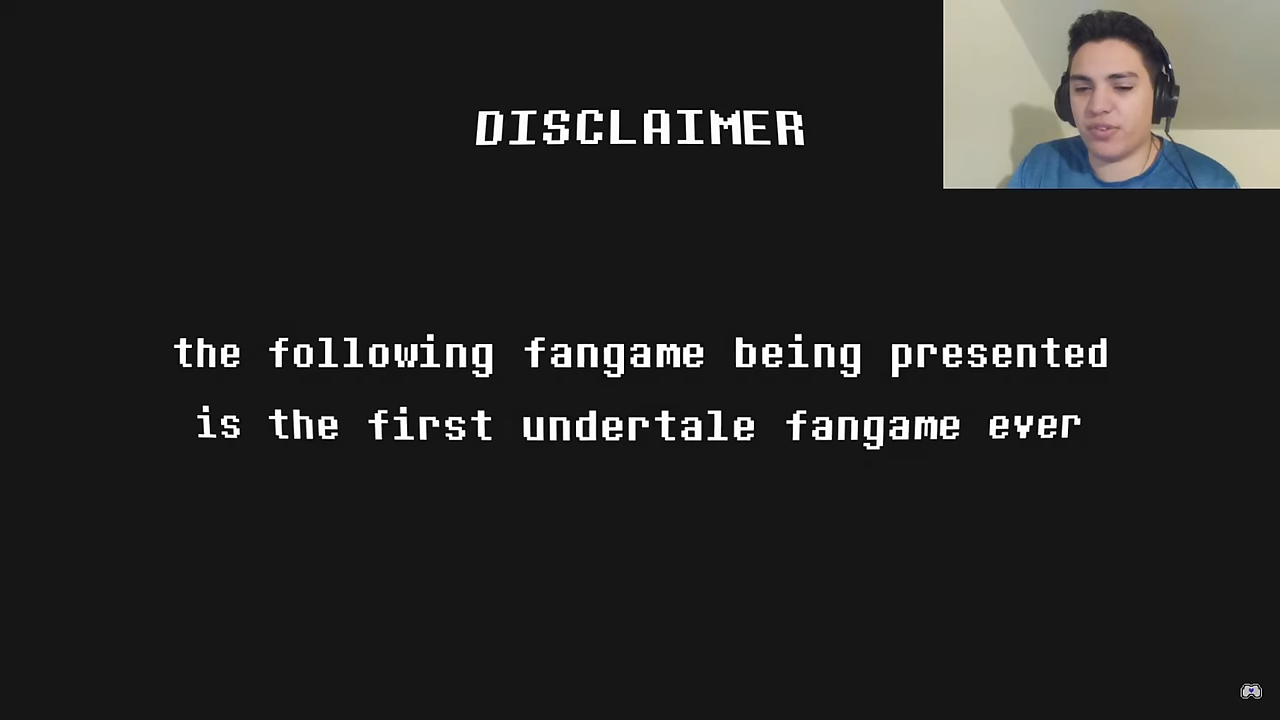 DISCLAIMER
the following fangame being presented
is the first undertale fangame ever